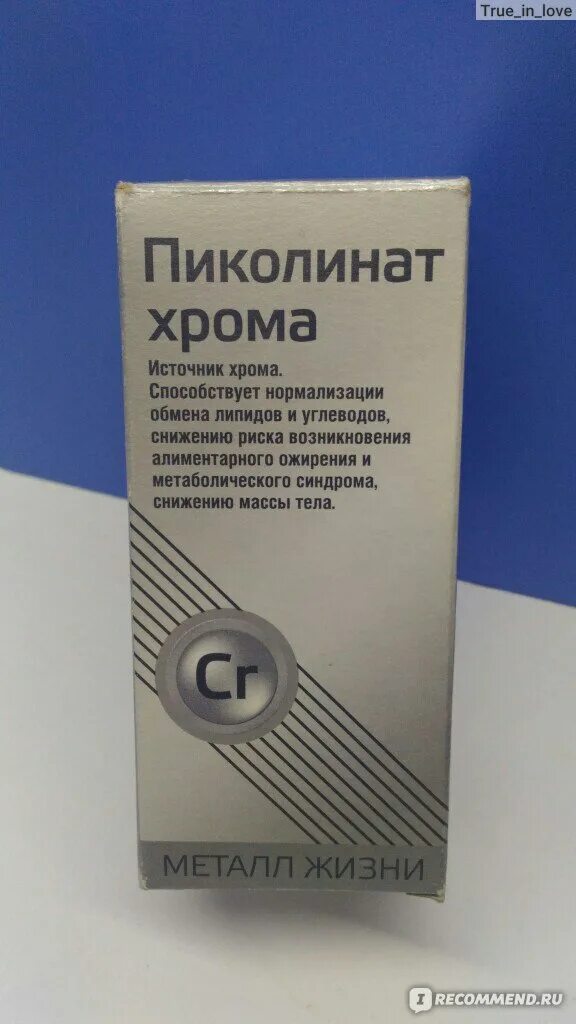 True_in_love
Пиколинат
хрома
Источник хрома.
Способствует нормализации
обмена липидов и углеводов,
снижению риска возникновения
алиментарного ожирения и
метаболического синдрома,
снижению массы тела.
Cr
МЕТАЛЛ ЖИЗНИ
IRECOMMEND.RU